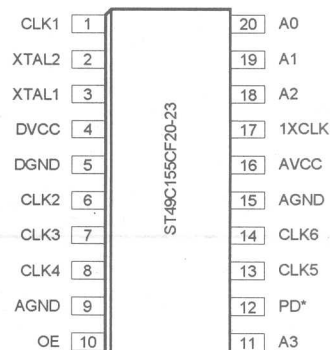 CLK1 1 20 A0
XTAL2 2 19 A1
XTAL1 3 18 A2
DVCC 4 17 1XCLK
DGND 5 16 AVCC
CLK2 6 15 AGND
CLK3 7 14 CLK6
CLK4 8 13 CLK5
AGND 9 12 PD*
OE 10 11 A3
ST49C155CF20-23